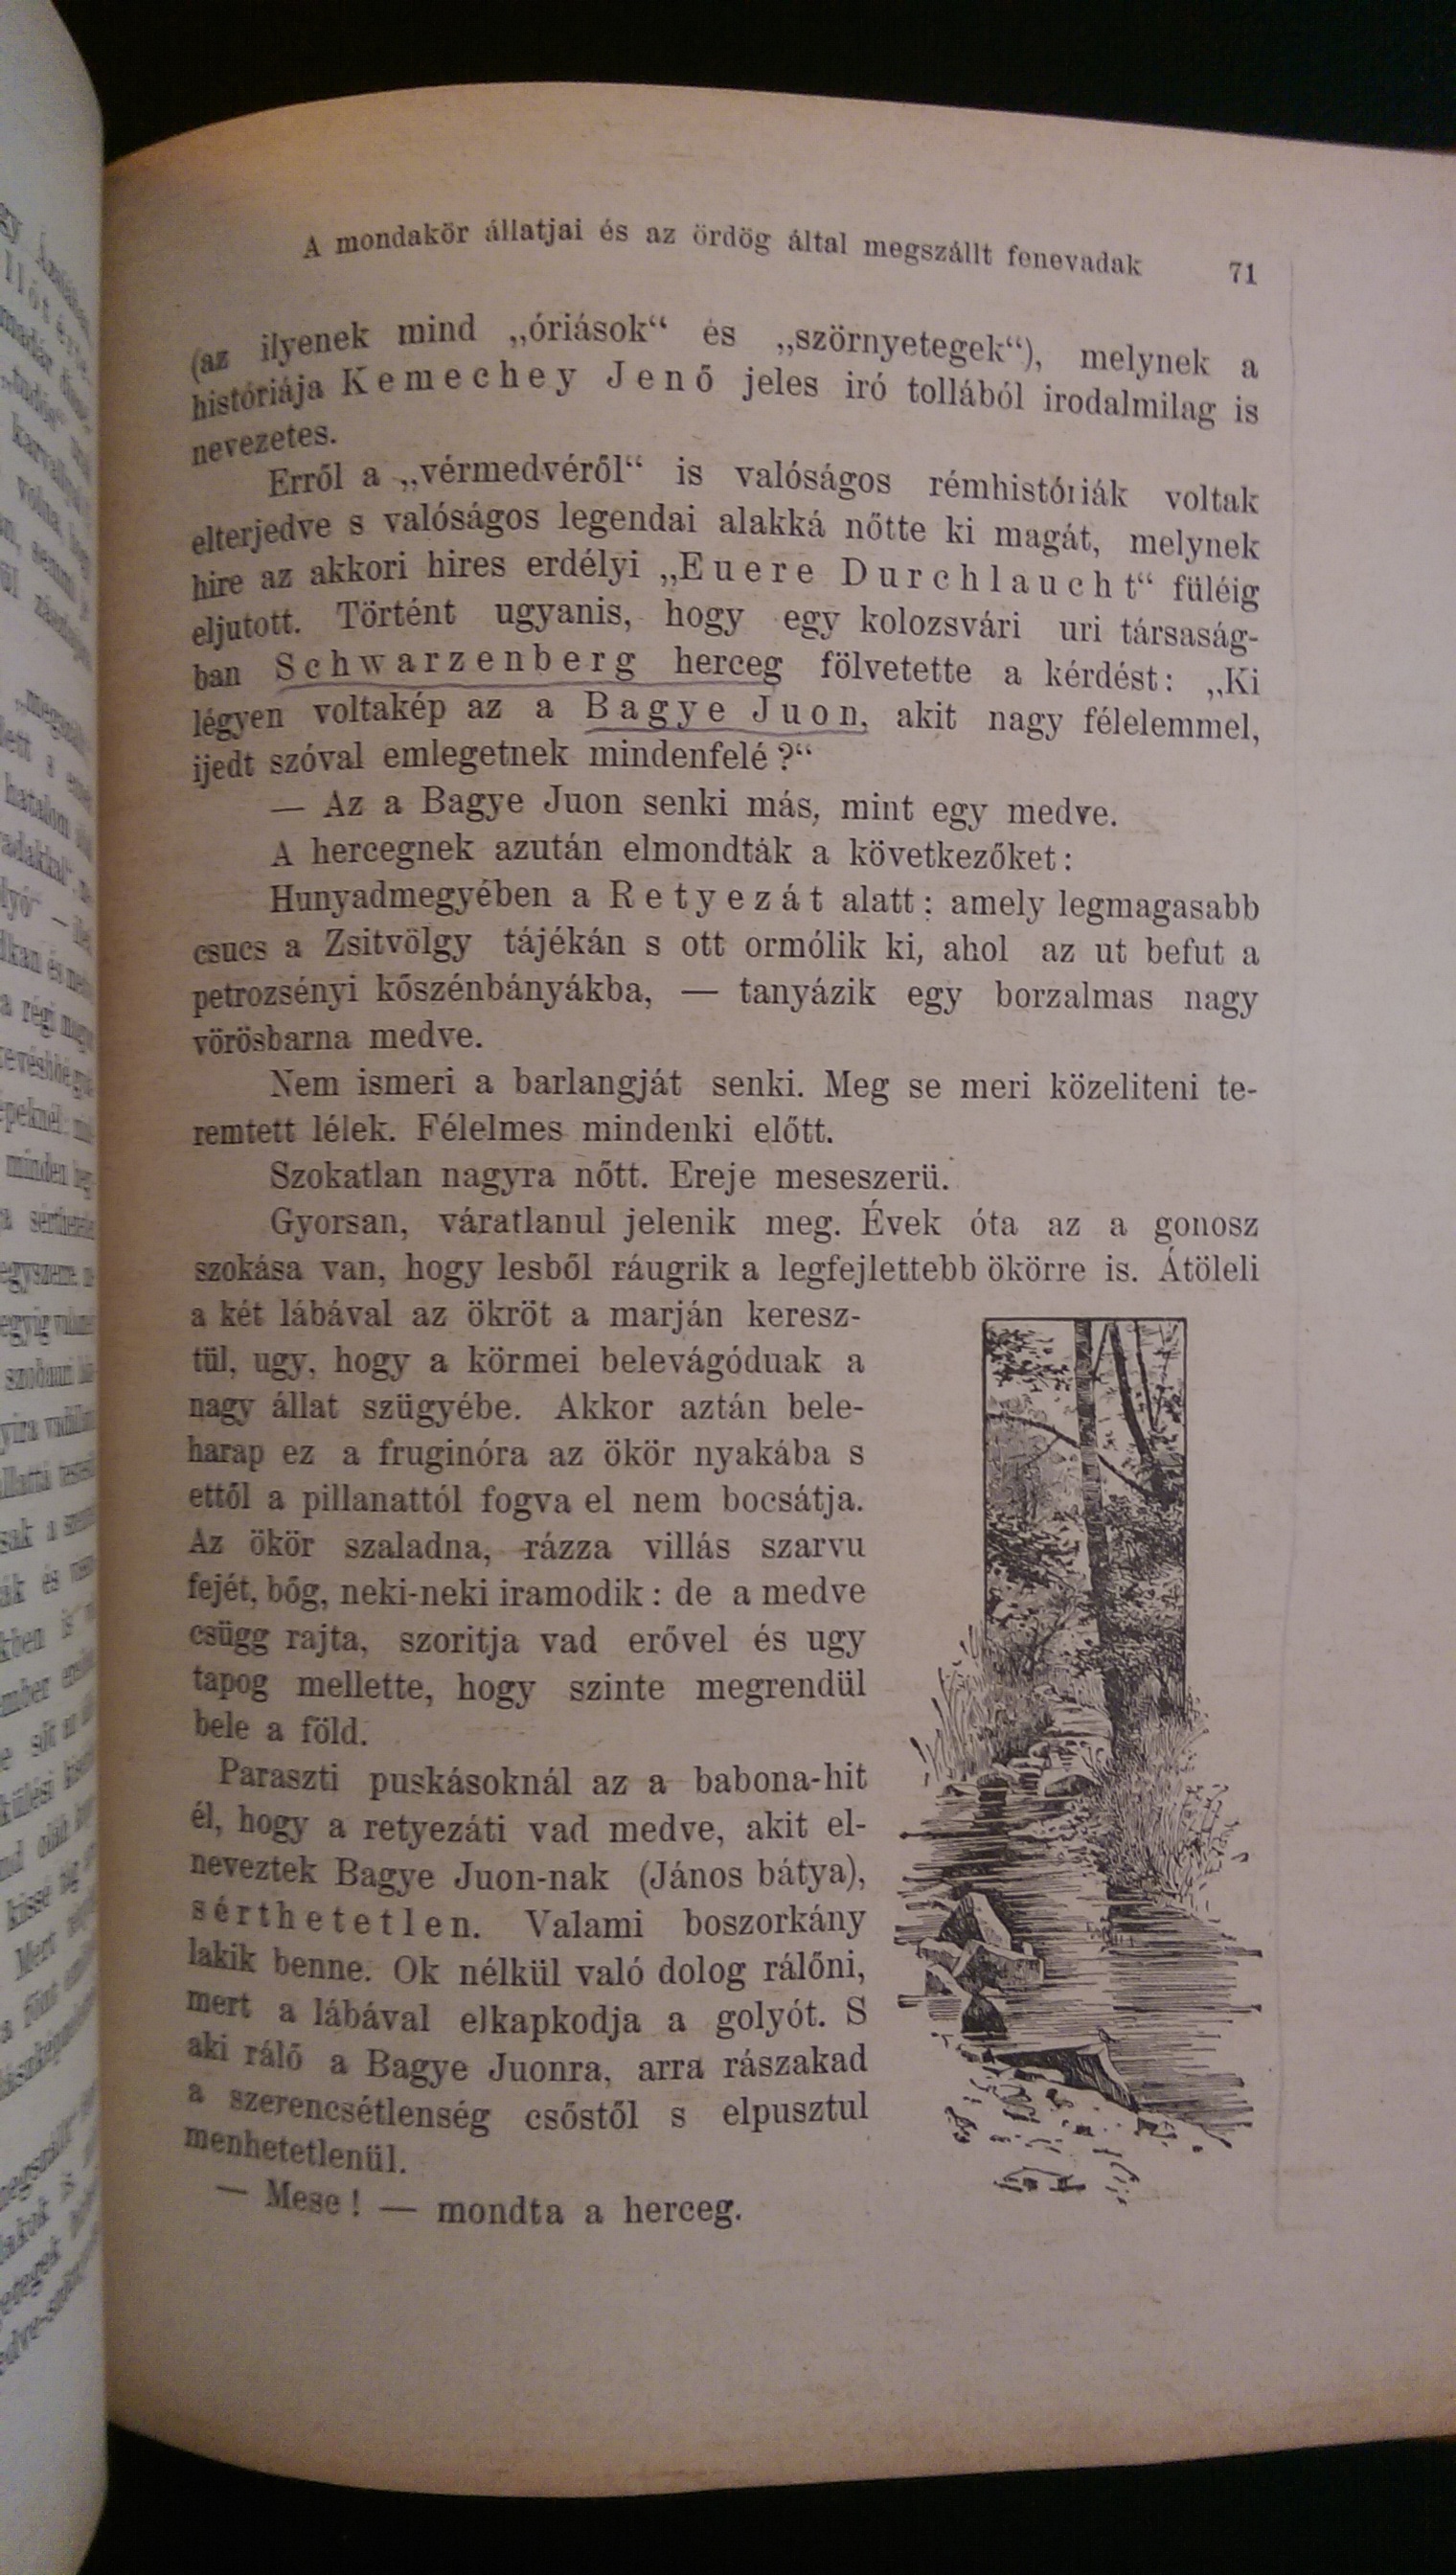 A mondakör állatjai és az ördög által megszállt fenevadak 71
(az ilyenek mind „óriások“ és „szörnyetegek“), melynek a
históriája Kemechey Jenő jeles iró tollából irodalmilag is
nevezetes.
Erről a „vérmedvéről“ is valóságos rémhistóriák voltak
elterjedve s valóságos legendai alakká nőtte ki magát, melynek
hire az akkori hires erdélyi „Euere Durchlaucht“ füléig
eljutott. Történt ugyanis, hogy egy kolozsvári uri társaság-
ban Schwarzenberg herceg fölvetette a kérdést: „Ki
légyen voltakép az a Bagye Juon, akit nagy félelemmel,
ijedt szóval emlegetnek mindenfelé?“
— Az a Bagye Juon senki más, mint egy medve.
A hercegnek azután elmondták a következőket:
Hunyadmegyében a Retyezát alatt: amely legmagasabb
csucs a Zsitvölgy tájékán s ott ormólik ki, ahol az ut befut a
petrozsényi kőszénbányákba, — tanyázik egy borzalmas nagy
vörösbarna medve.
Nem ismeri a barlangját senki. Meg se meri közeliteni te-
remtett lélek. Félelmes mindenki előtt.
Szokatlan nagyra nőtt. Ereje meseszerü.
Gyorsan, váratlanul jelenik meg. Évek óta az a gonosz
szokása van, hogy lesből ráugrik a legfejlettebb ökörre is. Átöleli
a két lábával az ökröt a marján keresz-
tül, ugy, hogy a körmei belevágóduak a
nagy állat szügyébe. Akkor aztán bele-
harap ez a fruginóra az ökör nyakába s
ettől a pillanattól fogva el nem bocsátja.
Az ökör szaladna, rázza villás szarvu
fejét, bőg, neki-neki iramodik: de a medve
csügg rajta, szoritja vad erővel és ugy
tapog mellette, hogy szinte megrendül
bele a föld.
Paraszti puskásoknál az a babona-hit
él, hogy a retyezáti vad medve, akit el-
neveztek Bagye Juon-nak (János bátya),
sérthetetlen. Valami boszorkány
lakik benne. Ok nélkül való dolog rálőni,
mert a lábával elkapkodja a golyót. S
aki rálő a Bagye Juonra, arra rászakad
a szerencsétlenség csőstől s elpusztul
menhetetlenül.
— Mese! — mondta a herceg.